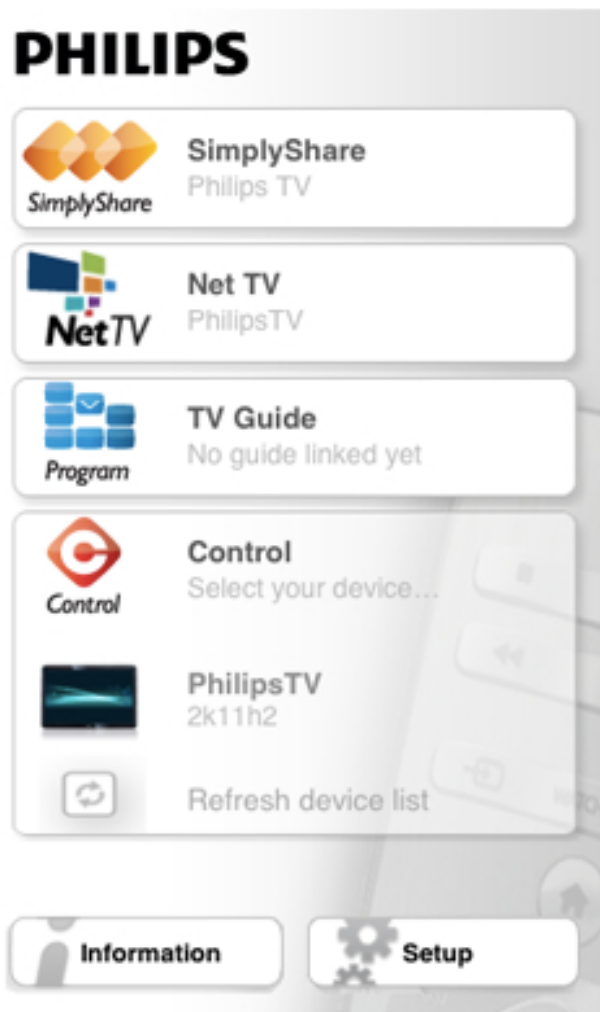 PHILIPS
SimplyShare
SimplyShare
Philips TV
NetTV
Net TV
PhilipsTV
Program
TV Guide
No guide linked yet
Control
Control
Select your device...
PhilipsTV
2k11h2
Refresh device list
Information
Setup